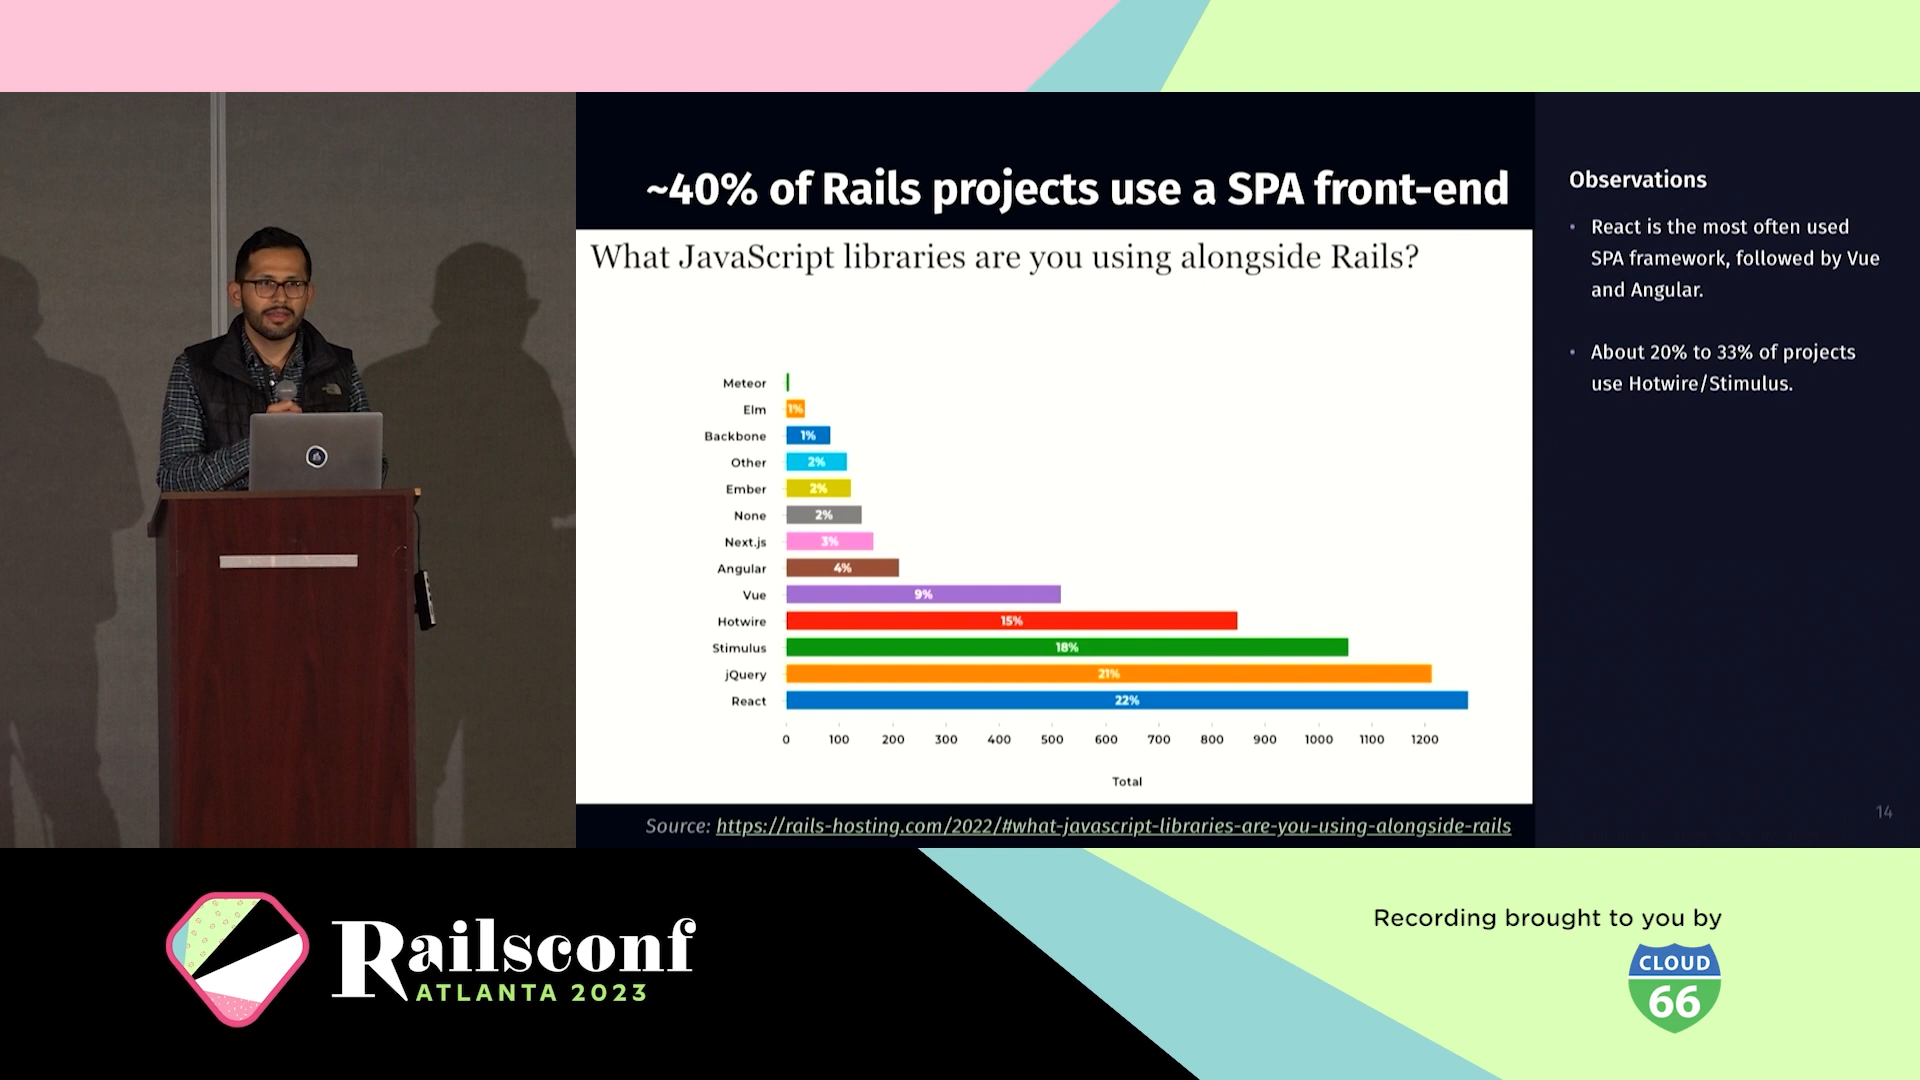 ~40% of Rails projects use a SPA front-end
What JavaScript libraries are you using alongside Rails?
Meteor
Elm 1%
Backbone 1%
Other 2%
Ember 2%
None 2%
Next.js 3%
Angular 4%
Vue 9%
Hotwire 15%
Stimulus 18%
jQuery 21%
React 22%
0 100 200 300 400 500 600 700 800 900 1000 1100 1200
Total
Source: https://rails-hosting.com/2022/#what-javascript-libraries-are-you-using-alongside-rails
Observations
• React is the most often used
SPA framework, followed by Vue
and Angular.
• About 20% to 33% of projects
use Hotwire/Stimulus.
14
Railsconf
ATLANTA 2023
Recording brought to you by
CLOUD
66